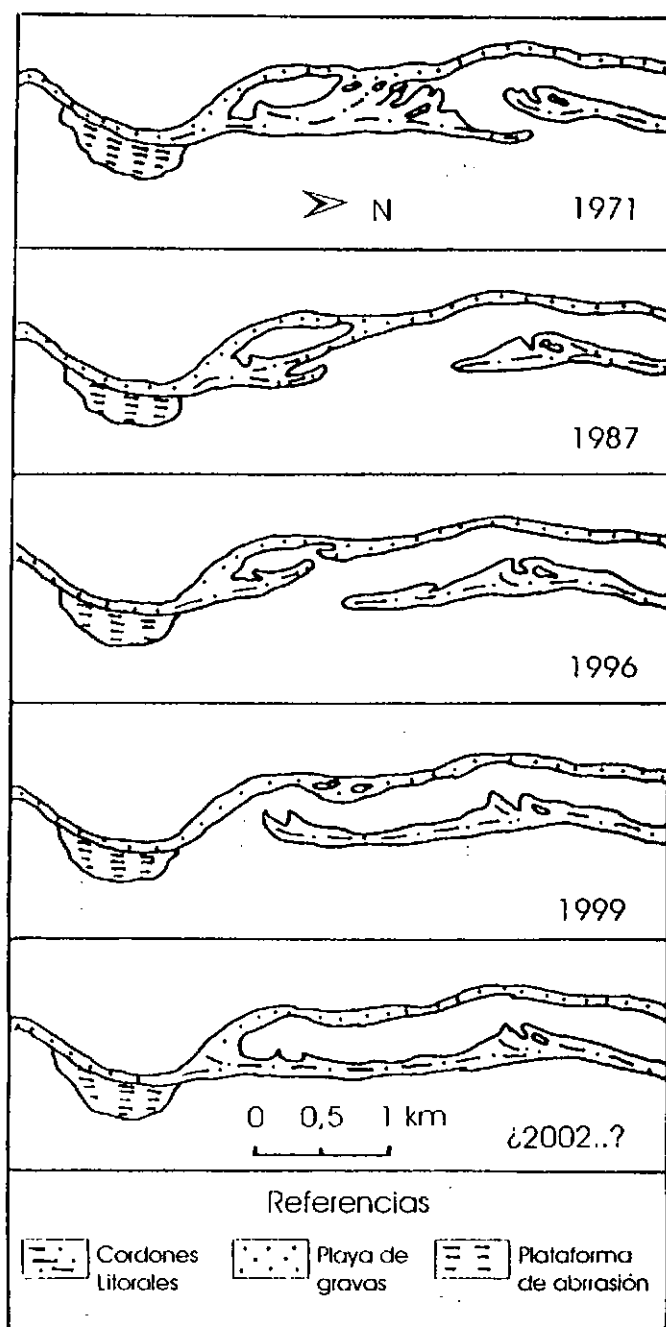 N
1971
1987
1996
1999
0 0,5 1 km
¿2002..?
Referencias
Cordones
Litorales
Playa de
gravas
Plataforma
de abrasión